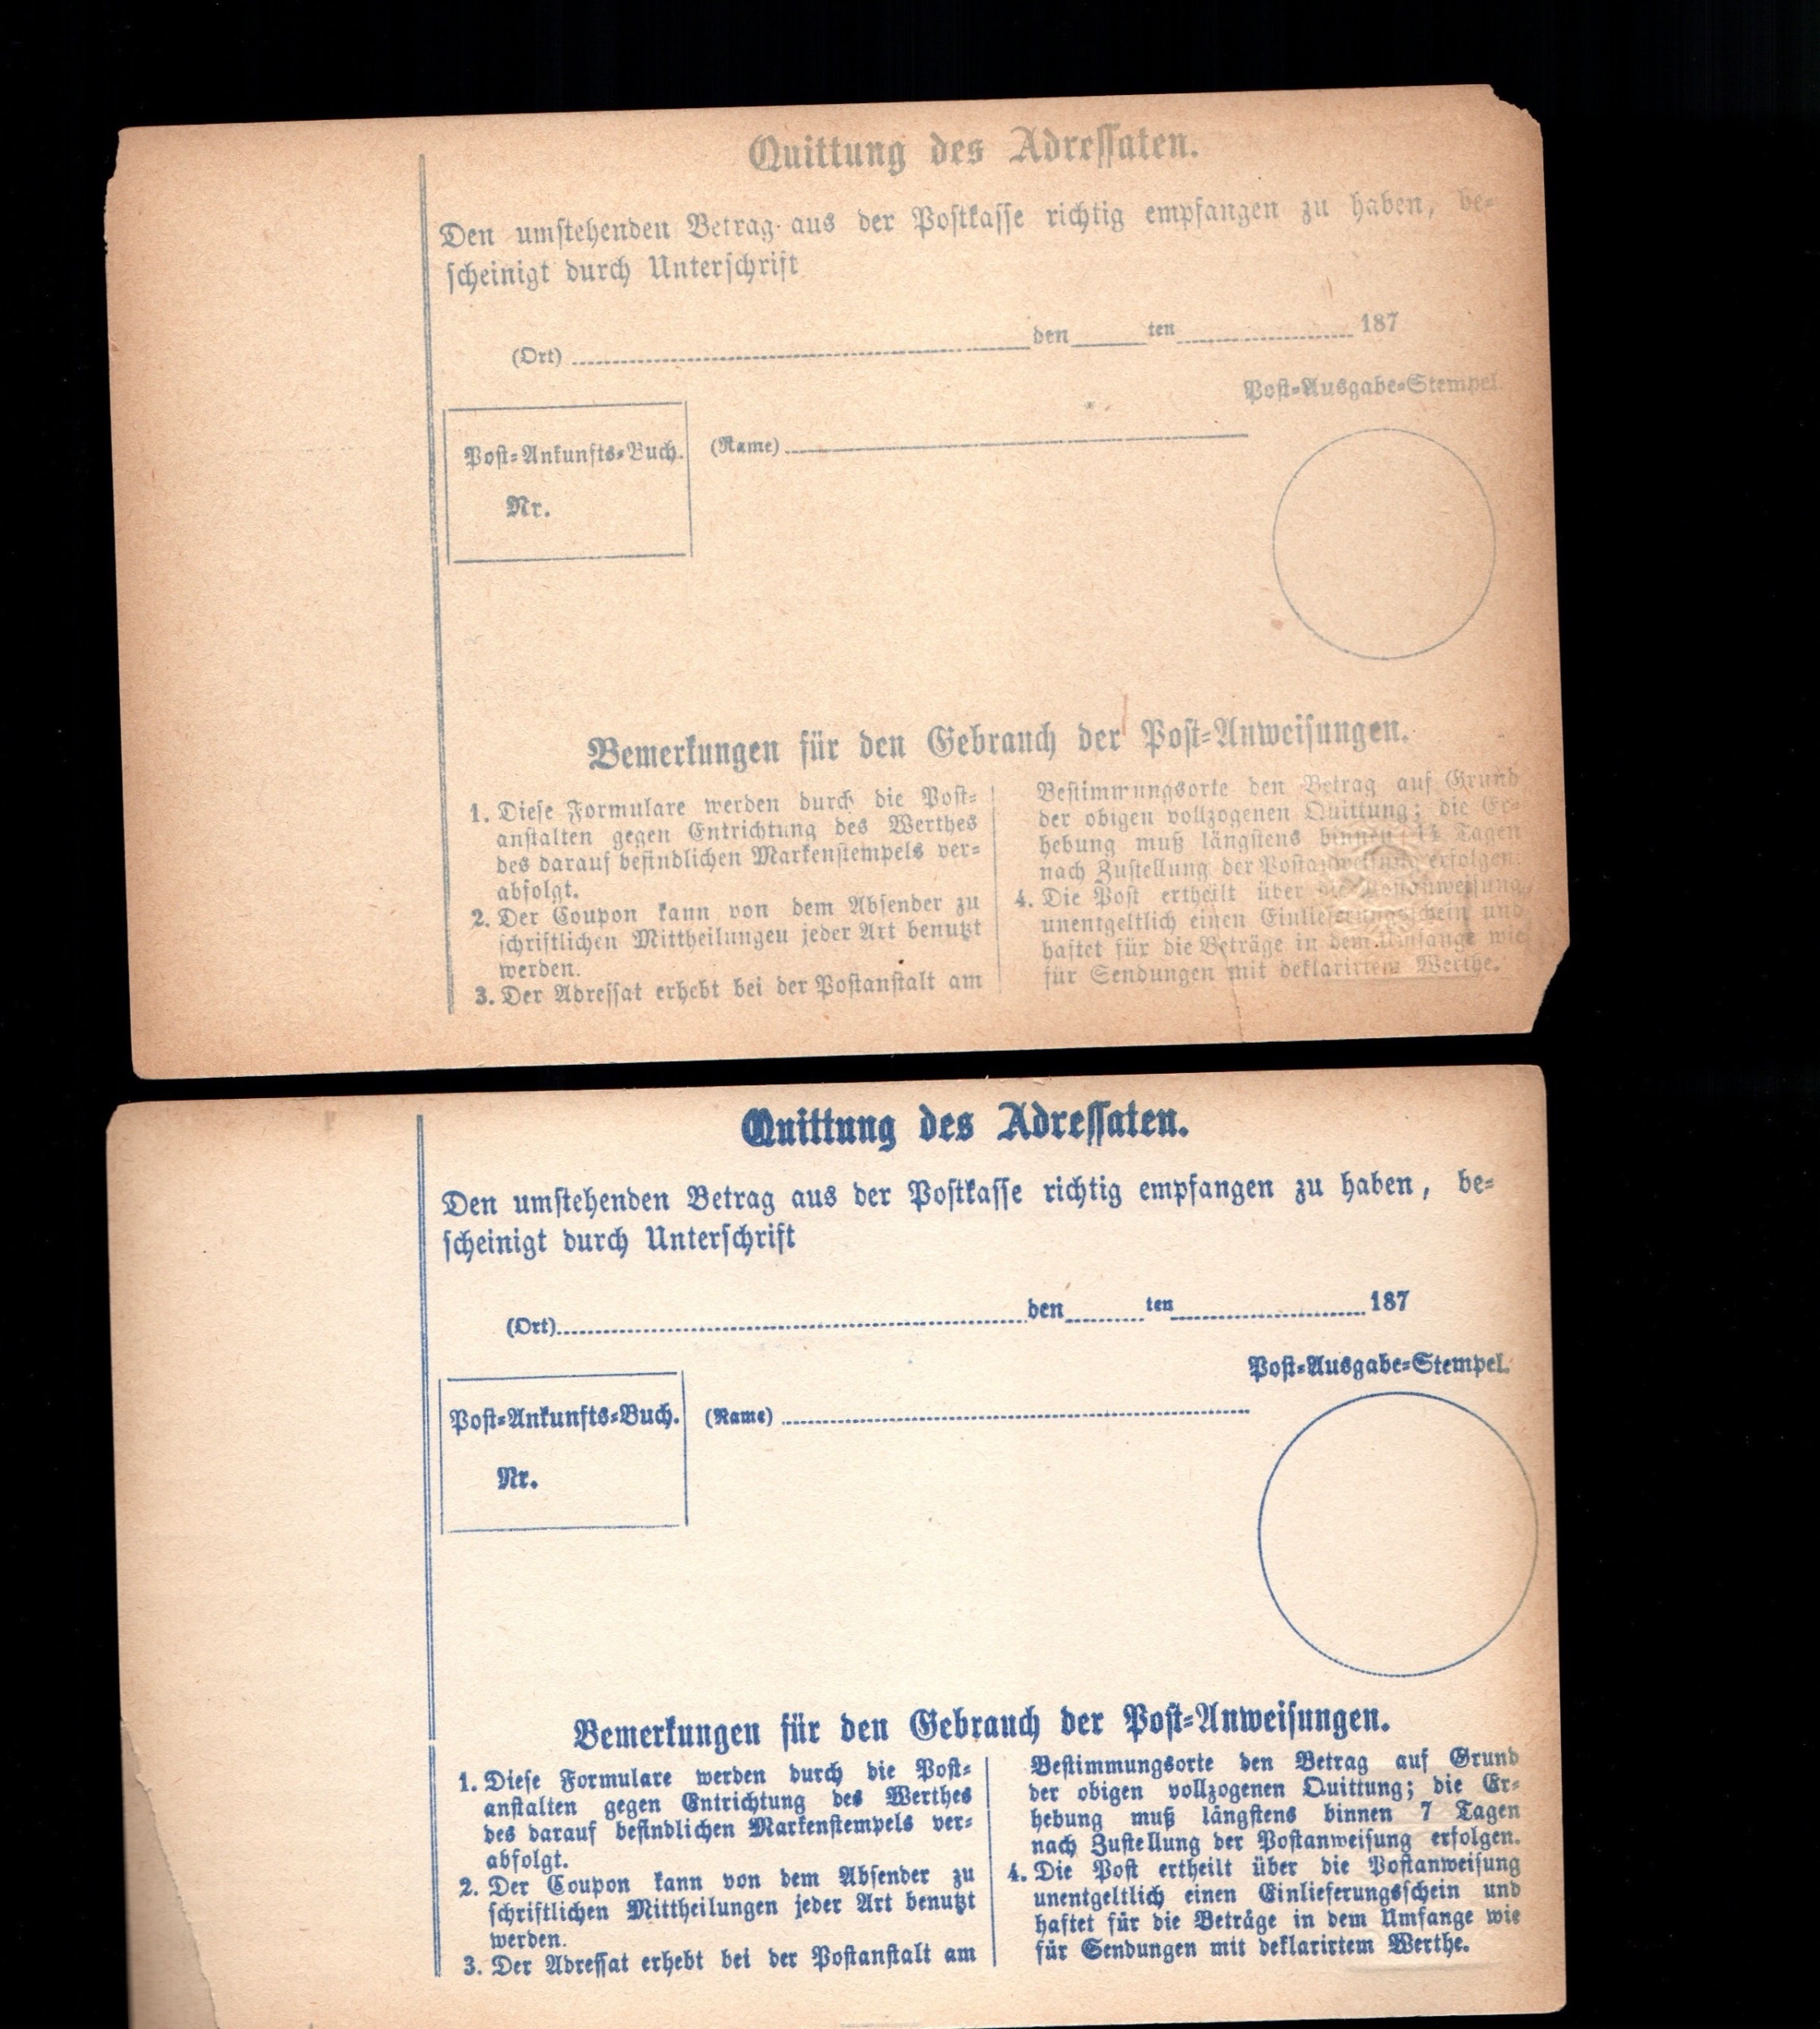 Quittung des Adressaten.
Den umstehenden Betrag aus der Postkasse richtig empfangen zu haben, be-
scheinigt durch Unterschrift
(Ort) den ten 187
Post-Ausgabe-Stempel.
Post-Ankunfts-Buch. (Name)
Nr.
Bemerkungen für den Gebrauch der Post-Anweisungen.
1. Diese Formulare werden durch die Post-
anstalten gegen Entrichtung des Werthes
des darauf befindlichen Markenstempels ver-
abfolgt.
2. Der Coupon kann von dem Absender zu
schriftlichen Mittheilungen jeder Art benutzt
werden.
3. Der Adressat erhebt bei der Postanstalt am
Bestimmungsorte den Betrag auf Grund
der obigen vollzogenen Quittung; die Er-
hebung muß längstens binnen 14 Tagen
nach Zustellung der Postanweisung erfolgen.
4. Die Post ertheilt über die Postanweisung
unentgeltlich einen Einlieferungsschein und
haftet für die Beträge in dem Umfange wie
für Sendungen mit deklarirtem Werthe.
Quittung des Adressaten.
Den umstehenden Betrag aus der Postkasse richtig empfangen zu haben, be-
scheinigt durch Unterschrift
(Ort) den ten 187
Post-Ausgabe-Stempel.
Post-Ankunfts-Buch. (Name)
Nr.
Bemerkungen für den Gebrauch der Post-Anweisungen.
1. Diese Formulare werden durch die Post-
anstalten gegen Entrichtung des Werthes
des darauf befindlichen Markenstempels ver-
abfolgt.
2. Der Coupon kann von dem Absender zu
schriftlichen Mittheilungen jeder Art benutzt
werden.
3. Der Adressat erhebt bei der Postanstalt am
Bestimmungsorte den Betrag auf Grund
der obigen vollzogenen Quittung; die Er-
hebung muß längstens binnen 7 Tagen
nach Zustellung der Postanweisung erfolgen.
4. Die Post ertheilt über die Postanweisung
unentgeltlich einen Einlieferungsschein und
haftet für die Beträge in dem Umfange wie
für Sendungen mit deklarirtem Werthe.